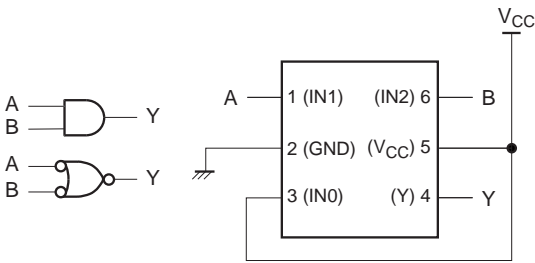 VCC
A
B
Y
A
B
Y
A 1 (IN1) (IN2) 6 B
2 (GND) (VCC) 5
3 (IN0) (Y) 4 Y